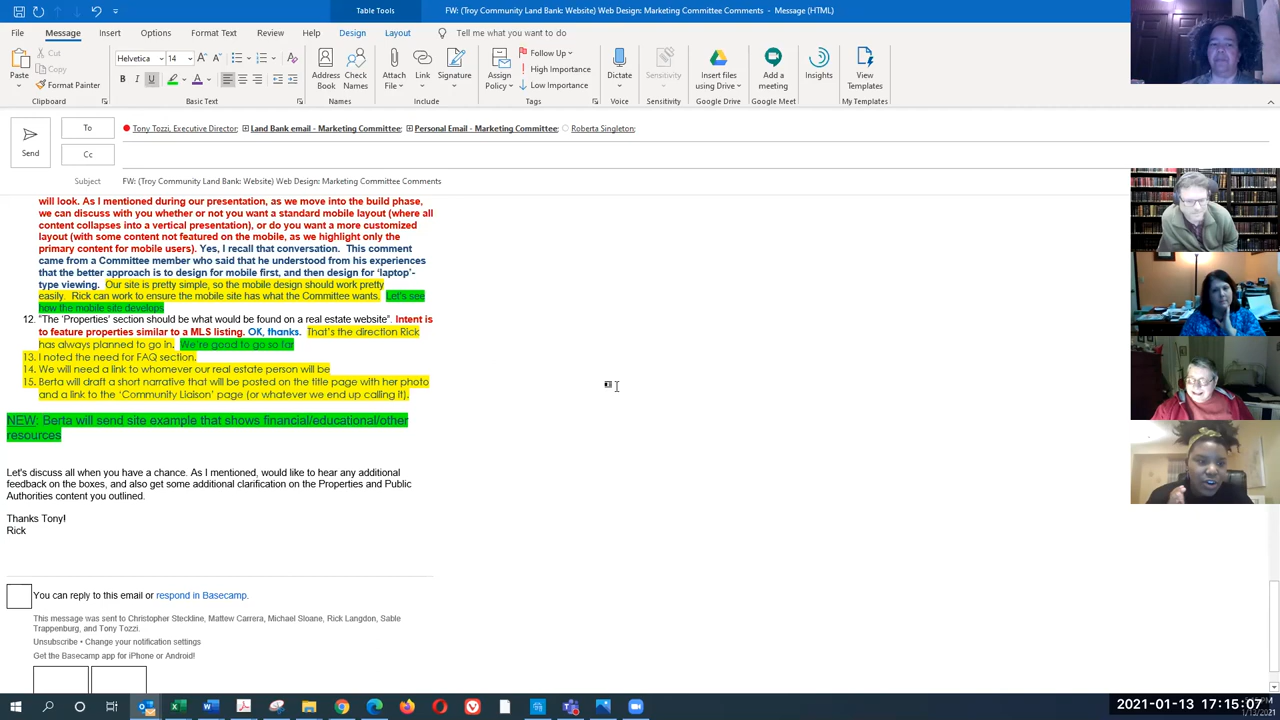 Table Tools
FW: (Troy Community Land Bank: Website) Web Design: Marketing Committee Comments - Message (HTML)
File Message Insert Options Format Text Review Help Design Layout Tell me what you want to do
Paste
Cut
Copy
Format Painter
Clipboard
Helvetica 14
B I U
Basic Text
Address Book
Check Names
Names
Attach File
Link
Signature
Include
Assign Policy
Follow Up
High Importance
Low Importance
Tags
Dictate
Voice
Sensitivity
Sensitivity
Insert files using Drive
Google Drive
Add a meeting
Google Meet
Insights
View Templates
My Templates
Send
To
Tony Tozzi, Executive Director; Land Bank email - Marketing Committee; Personal Email - Marketing Committee; Roberta Singleton;
Cc
Subject
FW: (Troy Community Land Bank: Website) Web Design: Marketing Committee Comments
will look. As I mentioned during our presentation, as we move into the build phase,
we can discuss with you whether or not you want a standard mobile layout (where all
content collapses into a vertical presentation), or do you want a more customized
layout (with some content not featured on the mobile, as we highlight only the
primary content for mobile users). Yes, I recall that conversation. This comment
came from a Committee member who said that he understood from his experiences
that the better approach is to design for mobile first, and then design for 'laptop'-
type viewing. Our site is pretty simple, so the mobile design should work pretty
easily. Rick can work to ensure the mobile site has what the Committee wants. Let's see
how the mobile site develops
12. "The 'Properties' section should be what would be found on a real estate website". Intent is
to feature properties similar to a MLS listing. OK, thanks. That's the direction Rick
has always planned to go in. We're good to go so far
13. I noted the need for FAQ section.
14. We will need a link to whomever our real estate person will be
15. Berta will draft a short narrative that will be posted on the title page with her photo
and a link to the 'Community Liaison' page (or whatever we end up calling it).
NEW: Berta will send site example that shows financial/educational/other
resources
Let's discuss all when you have a chance. As I mentioned, would like to hear any additional
feedback on the boxes, and also get some additional clarification on the Properties and Public
Authorities content you outlined.
Thanks Tony!
Rick
You can reply to this email or respond in Basecamp.
This message was sent to Christopher Steckline, Mattew Carrera, Michael Sloane, Rick Langdon, Sable
Trappenburg, and Tony Tozzi.
Unsubscribe • Change your notification settings
Get the Basecamp app for iPhone or Android!
2021-01-13 17:15:07
1/13/2021